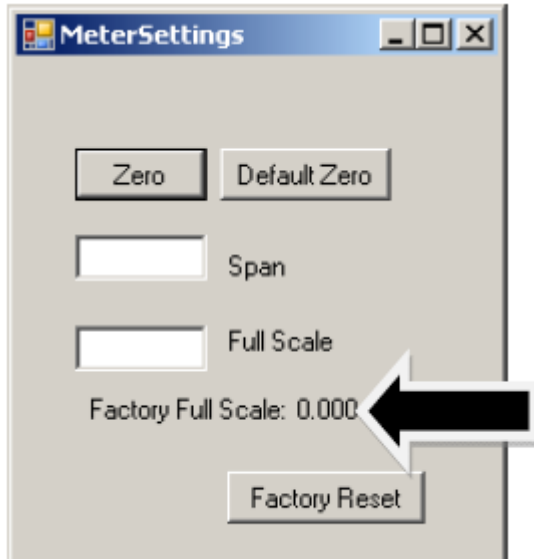 MeterSettings
Zero Default Zero
Span
Full Scale
Factory Full Scale: 0.000
Factory Reset